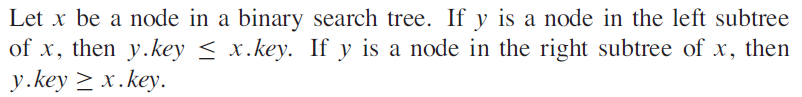 Let x be a node in a binary search tree. If y is a node in the left subtree
of x, then y.key ≤ x.key. If y is a node in the right subtree of x, then
y.key ≥ x.key.